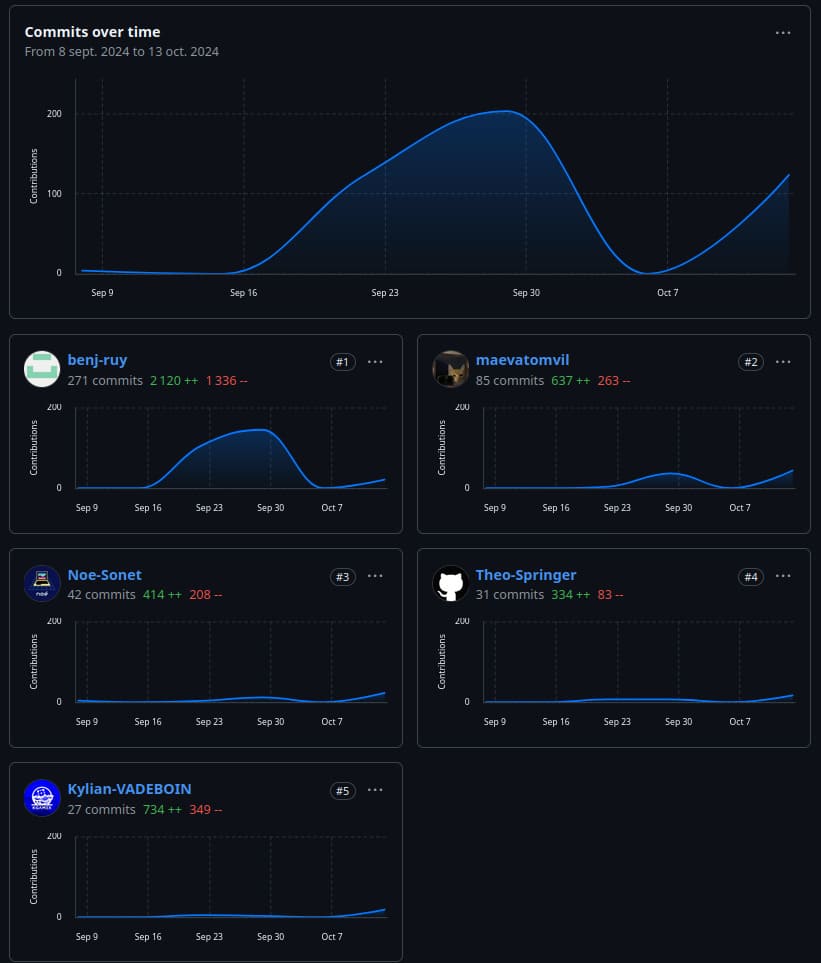 Commits over time
From 8 sept. 2024 to 13 oct. 2024
Contributions
200
100
0
Sep 9 Sep 16 Sep 23 Sep 30 Oct 7
benj-ruy #1
271 commits 2 120 ++ 1 336 --
Contributions
200
0
Sep 9 Sep 16 Sep 23 Sep 30 Oct 7
maevatomvil #2
85 commits 637 ++ 263 --
Contributions
200
0
Sep 9 Sep 16 Sep 23 Sep 30 Oct 7
Noe-Sonet #3
42 commits 414 ++ 208 --
Contributions
200
0
Sep 9 Sep 16 Sep 23 Sep 30 Oct 7
Theo-Springer #4
31 commits 334 ++ 83 --
Contributions
200
0
Sep 9 Sep 16 Sep 23 Sep 30 Oct 7
Kylian-VADEBOIN #5
27 commits 734 ++ 349 --
Contributions
200
0
Sep 9 Sep 16 Sep 23 Sep 30 Oct 7